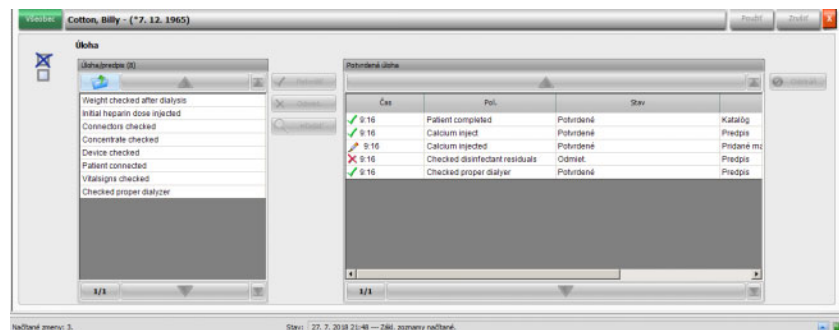 Všeobec
Cotton, Billy - (*7. 12. 1965)
Použiť
Zrušiť
Úloha
Úloha/predpis (8)
Weight checked after dialysis
Initial heparin dose injected
Connectors checked
Concentrate checked
Device checked
Patient connected
Vitalsigns checked
Checked proper dialyzer
1/1
Potvrdené úloha
Čas Pol. Stav
9:16 Patient completed Potvrdené Katalóg
9:16 Calcium inject Potvrdené Predpis
9:16 Calcium injected Potvrdené Pridané ma
9:16 Checked disinfectant residuals Odmiet. Predpis
9:16 Checked proper dialyer Potvrdené Predpis
1/1
Načítané zmeny: 3.
Stav: 27. 7. 2018 21:48 — Zákl. zoznamy načítané.